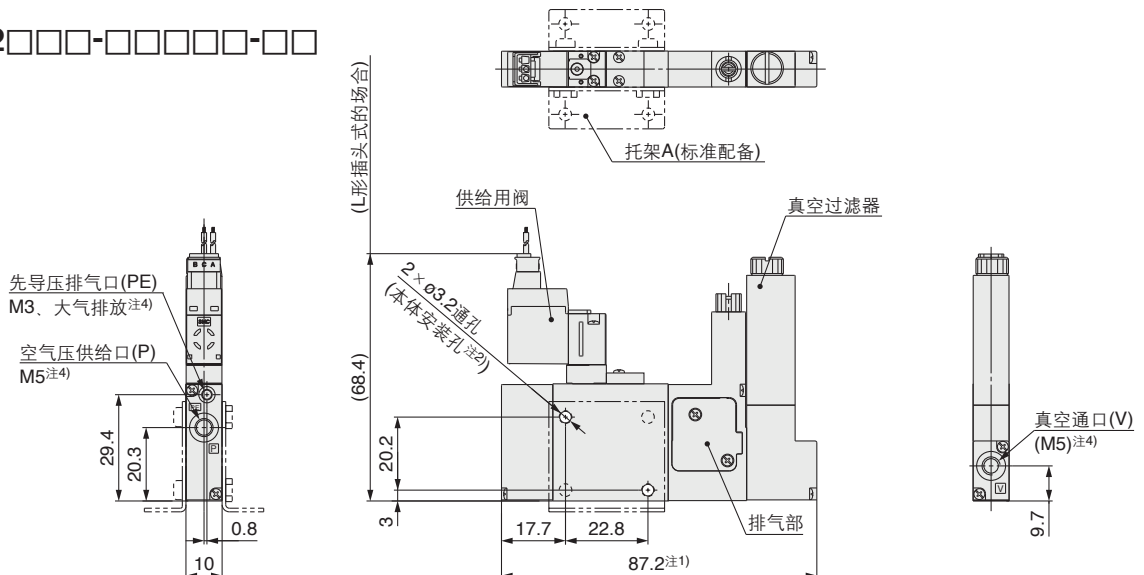 2□□□-□□□□□-□□
托架A(标准配备)
(L形插头式的场合)
供给用阀
真空过滤器
2×ø3.2通孔
(本体安装孔注2))
先导压排气口(PE)
M3、大气排放注4)
空气压供给口(P)
M5注4)
B C A
SMC
PE
P
29.4
20.3
0.8
10
(68.4)
20.2
3
17.7
22.8
87.2注1)
排气部
真空通口(V)
(M5)注4)
V
9.7